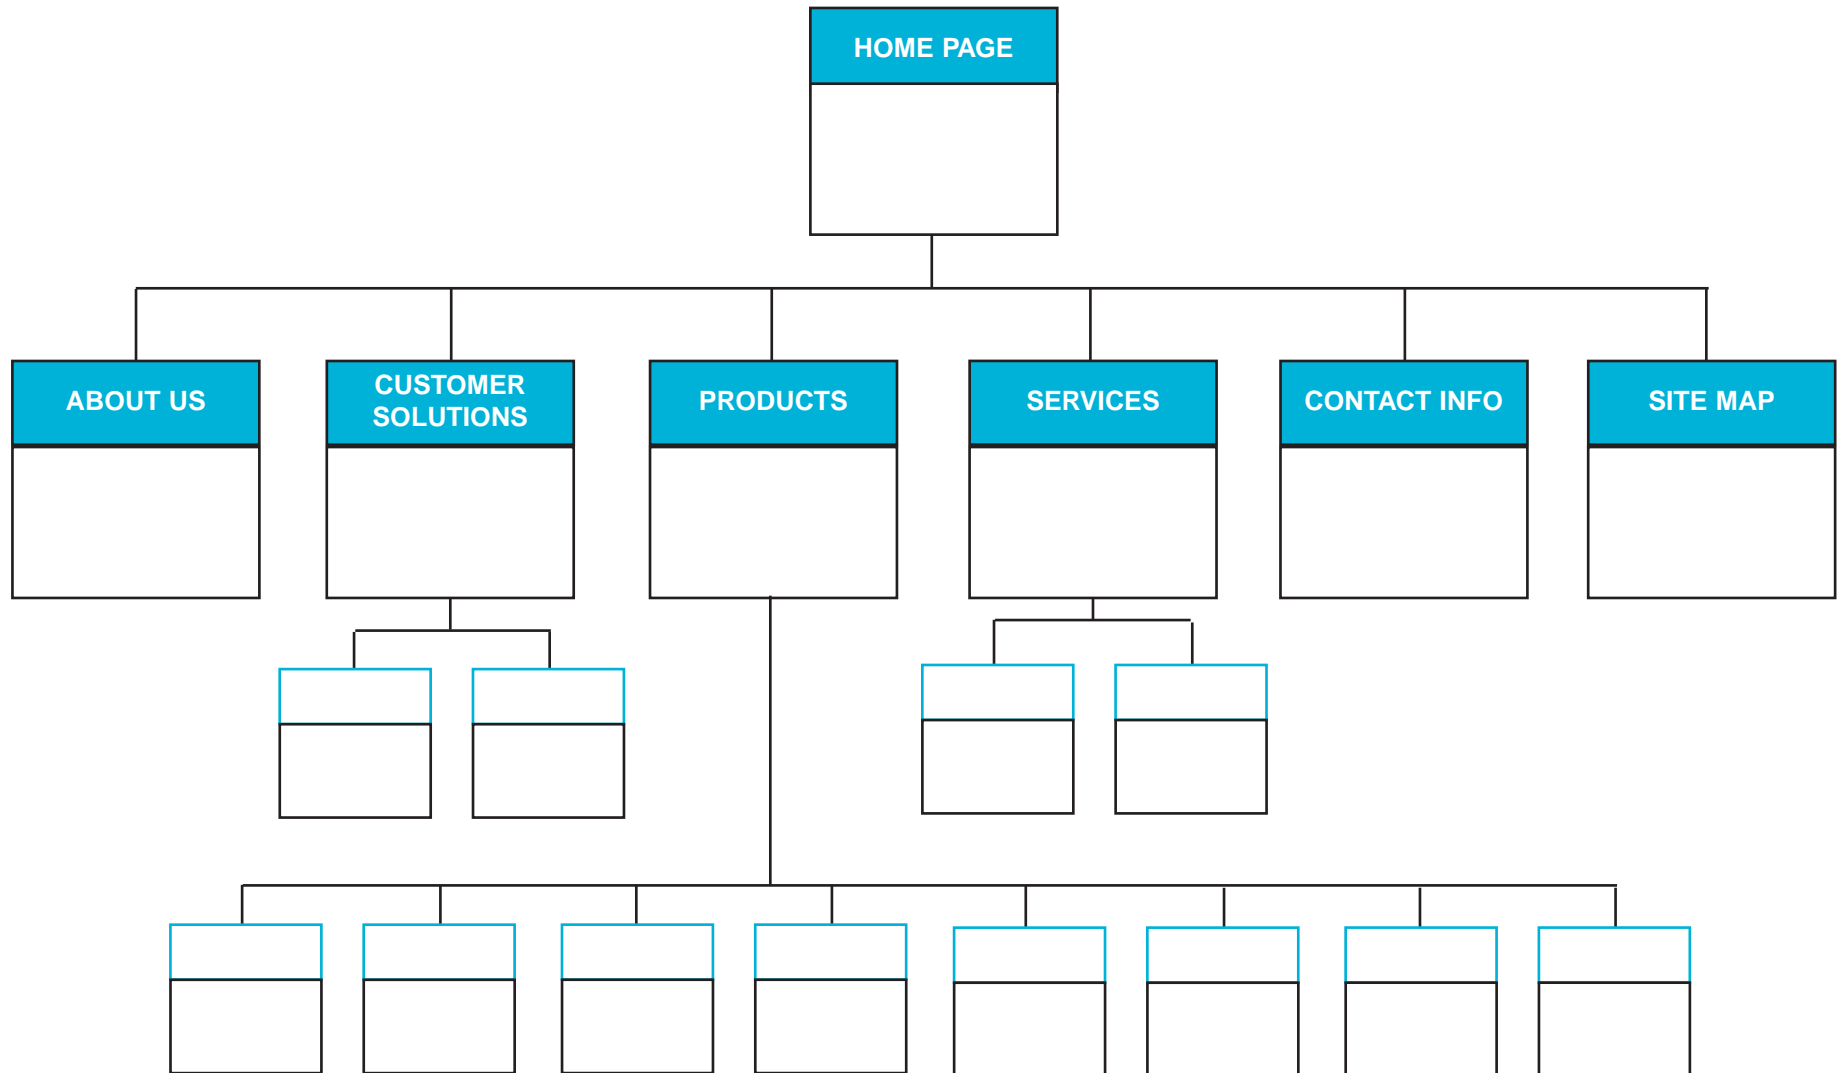 HOME PAGE
ABOUT US
CUSTOMER
SOLUTIONS
PRODUCTS
SERVICES
CONTACT INFO
SITE MAP